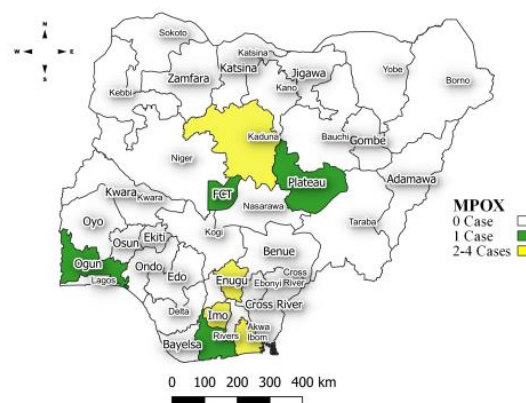 N
W E
S
Sokoto
Katsina
Katsina
Jigawa
Yobe
Zamfara
Kano
Borno
Kebbi
Kaduna
Bauchi
Gombe
Niger
Plateau
Adamawa
FCT
Kwara
Kwara
Nasarawa
Taraba
Oyo
Kogi
Osun
Ekiti
Benue
Ogun
Ondo
Enugu
Cross
River
Lagos
Edo
Ebonyi
Cross River
Delta
Imo
Akwa
Ibom
Rivers
Bayelsa
MPOX
0 Case
1 Case
2-4 Cases
0 100 200 300 400 km